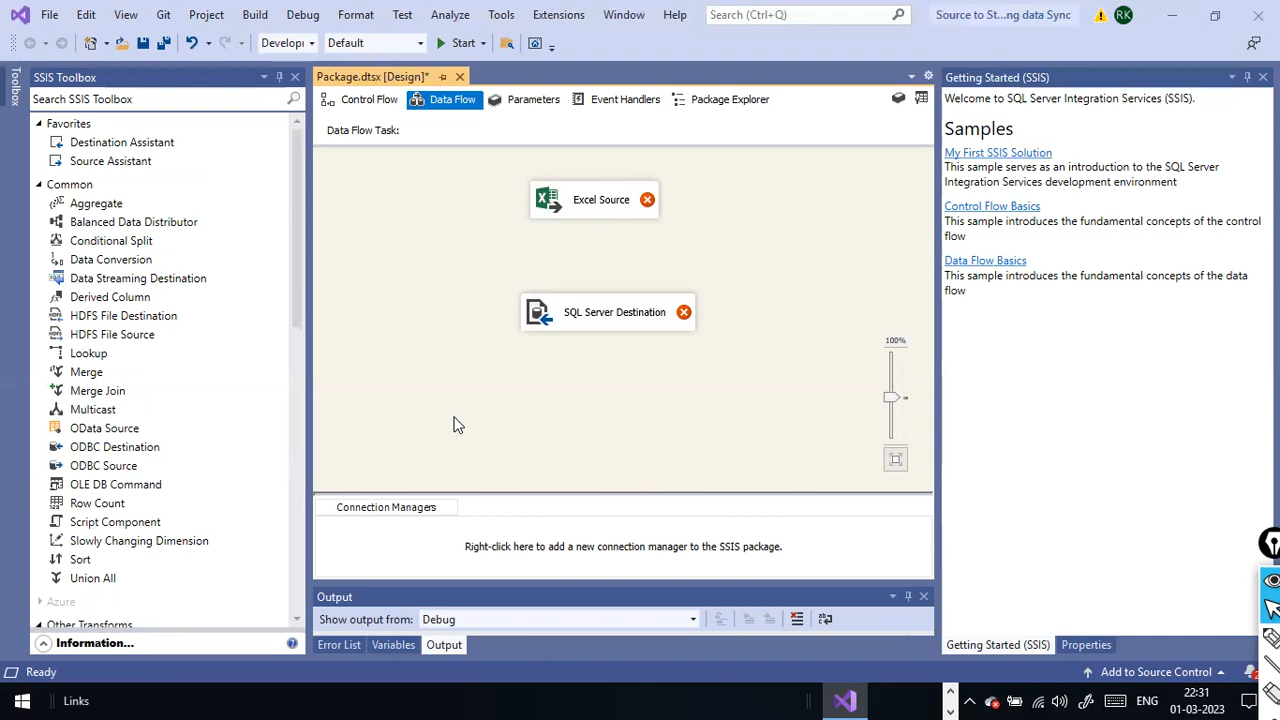 File Edit View Git Project Build Debug Format Test Analyze Tools Extensions Window Help Search (Ctrl+Q) Source to St...ng data Sync RK
Developi Default Start
Toolbox
SSIS Toolbox
Search SSIS Toolbox
Favorites
Destination Assistant
Source Assistant
Common
Aggregate
Balanced Data Distributor
Conditional Split
Data Conversion
Data Streaming Destination
Derived Column
HDFS File Destination
HDFS File Source
Lookup
Merge
Merge Join
Multicast
OData Source
ODBC Destination
ODBC Source
OLE DB Command
Row Count
Script Component
Slowly Changing Dimension
Sort
Union All
Azure
Other Transforms
Information...
Package.dtsx [Design]*
Control Flow Data Flow Parameters Event Handlers Package Explorer
Data Flow Task:
Excel Source
SQL Server Destination
100%
Connection Managers
Right-click here to add a new connection manager to the SSIS package.
Output
Show output from: Debug
Error List Variables Output
Getting Started (SSIS)
Welcome to SQL Server Integration Services (SSIS).
Samples
My First SSIS Solution
This sample serves as an introduction to the SQL
Server Integration Services development environment
Control Flow Basics
This sample introduces the fundamental concepts of the control
flow
Data Flow Basics
This sample introduces the fundamental concepts of the data
flow
Getting Started (SSIS) Properties
Ready
Add to Source Control
Links
ENG
22:31
01-03-2023